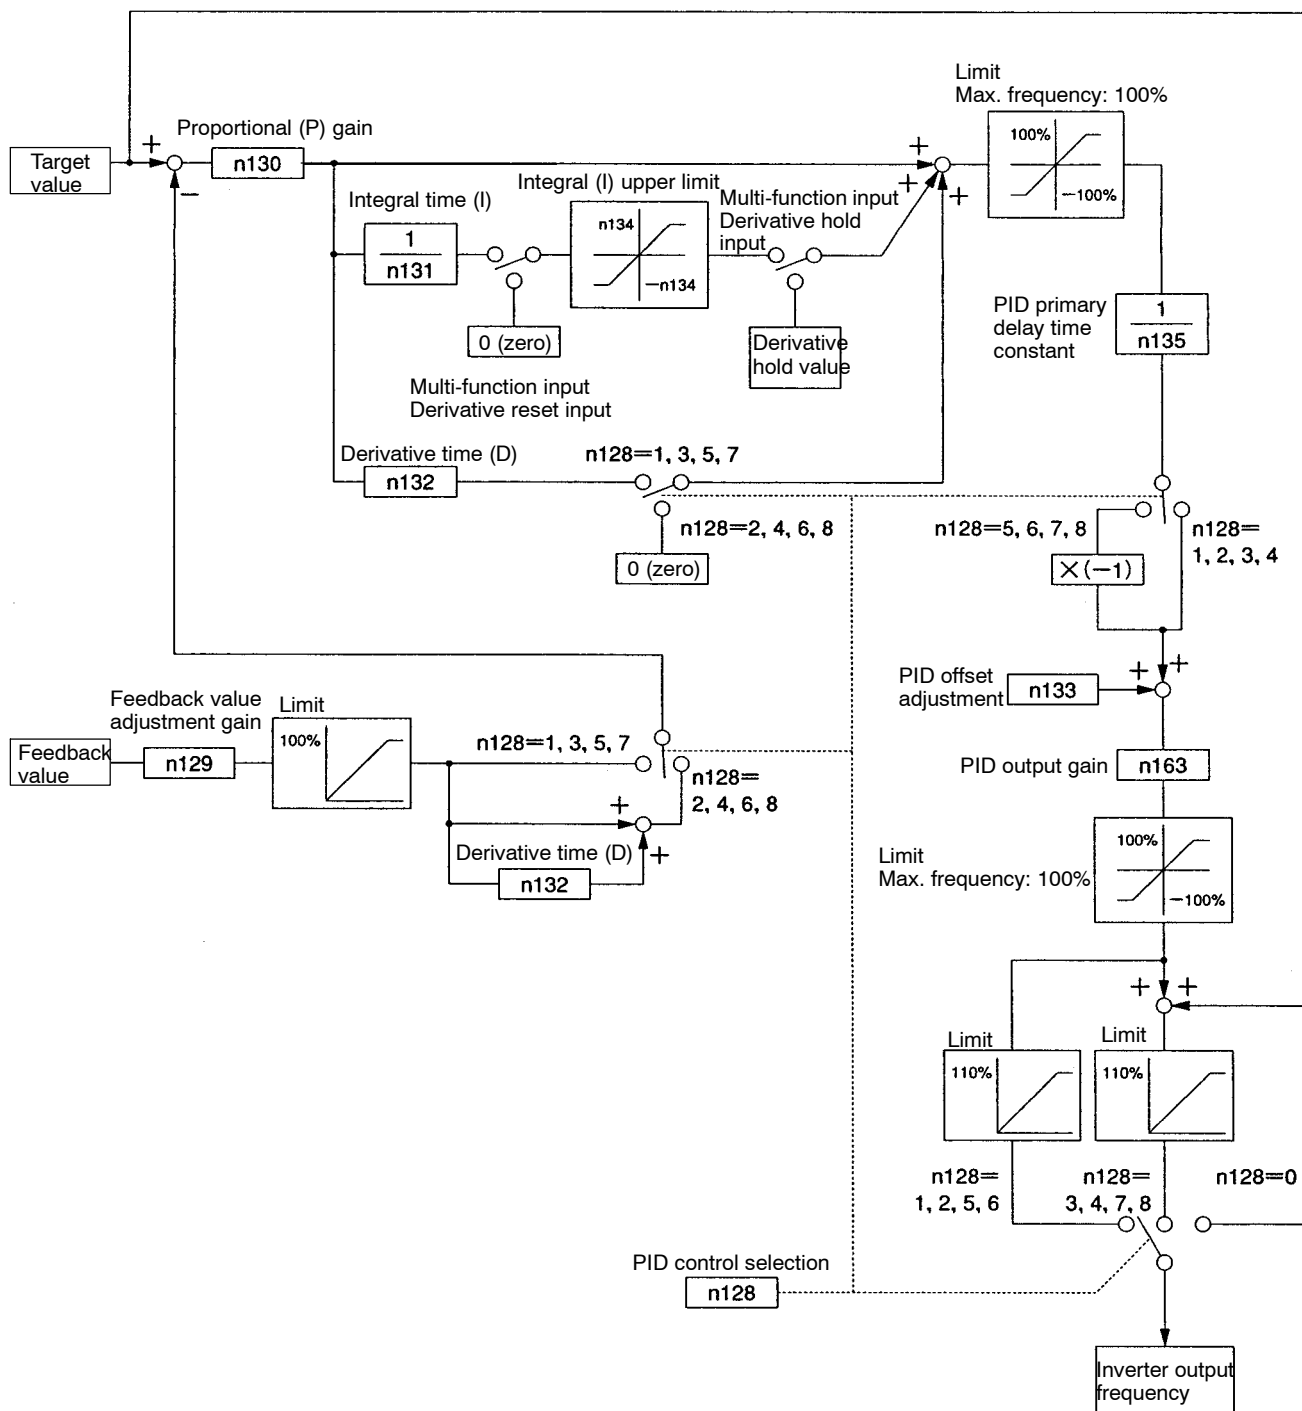 Limit
Max. frequency: 100%
100%
−100%
Proportional (P) gain
Target
value
+
−
n130
+
+
+
Integral time (I)
1
n131
Integral (I) upper limit
n134
−n134
Multi-function input
Derivative hold
input
0 (zero)
Derivative
hold value
Multi-function input
Derivative reset input
PID primary
delay time
constant
1
n135
Derivative time (D)
n132
n128=1, 3, 5, 7
n128=2, 4, 6, 8
0 (zero)
n128=5, 6, 7, 8
n128=
1, 2, 3, 4
×(−1)
PID offset
adjustment
n133
+
+
Feedback value
adjustment gain
Limit
100%
Feedback
value
n129
n128=1, 3, 5, 7
n128=
2, 4, 6, 8
+
+
Derivative time (D)
n132
PID output gain
n163
Limit
Max. frequency: 100%
100%
−100%
+
+
Limit
110%
Limit
110%
n128=
1, 2, 5, 6
n128=
3, 4, 7, 8
n128=0
PID control selection
n128
Inverter output
frequency